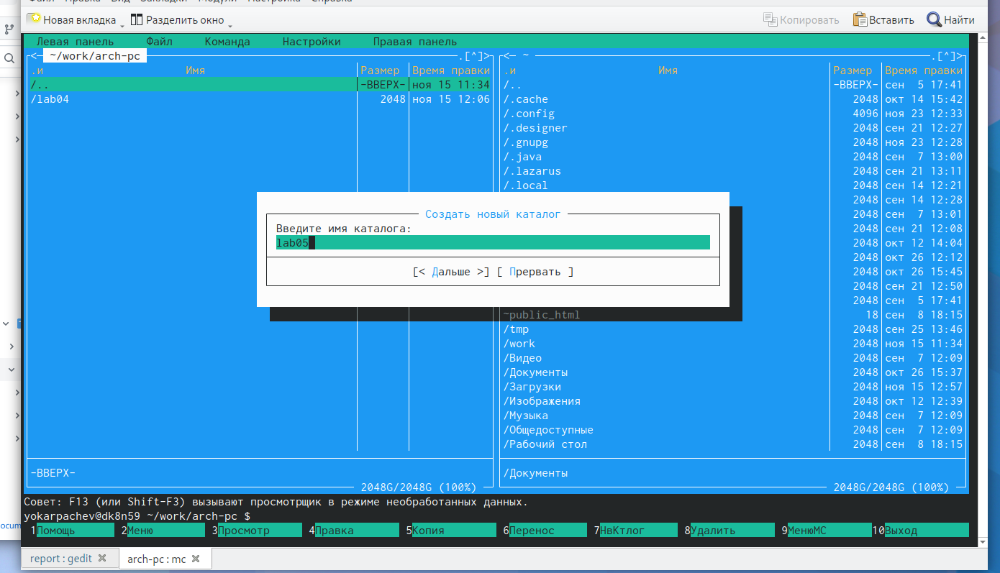 Файл Правка Вид Закладки Модули Настройка Справка
Новая вкладка Разделить окно Копировать Вставить Найти
Левая панель Файл Команда Настройки Правая панель
<─ ~/work/arch-pc .[^]> <─ ~ .[^]>
.и Имя Размер Время правки .и Имя Размер Время правки
/.. -ВВЕРХ- ноя 15 11:34 /.. -ВВЕРХ- сен 5 17:41
/lab04 2048 ноя 15 12:06 /.cache 2048 окт 14 15:42
/.config 4096 ноя 23 12:33
/.designer 2048 сен 21 12:27
/.gnupg 2048 ноя 23 12:28
/.java 2048 сен 7 13:00
/.lazarus 2048 сен 21 13:11
/.local 2048 сен 14 12:21
2048 сен 14 12:28
Создать новый каталог 2048 сен 7 13:01
Введите имя каталога: 2048 сен 21 12:08
lab05 2048 окт 12 14:04
2048 окт 26 12:12
[< Дальше >] [ Прервать ] 2048 окт 26 15:45
2048 сен 21 12:50
2048 сен 5 17:41
~public_html 18 сен 8 18:15
/tmp 2048 сен 25 13:46
/work 2048 ноя 15 11:34
/Видео 2048 сен 7 12:09
/Документы 2048 окт 26 15:37
/Загрузки 2048 ноя 15 12:57
/Изображения 2048 окт 12 12:39
/Музыка 2048 сен 7 12:09
/Общедоступные 2048 сен 7 12:09
/Рабочий стол 2048 сен 8 18:15
-ВВЕРХ- /Документы
2048G/2048G (100%) 2048G/2048G (100%)
Совет: F13 (или Shift-F3) вызывают просмотрщик в режиме необработанных данных.
yokarpachev@dk8n59 ~/work/arch-pc $
1Помощь 2Меню 3Просмотр 4Правка 5Копия 6Перенос 7НвКтлог 8Удалить 9МенюMC 10Выход
report : gedit arch-pc : mc